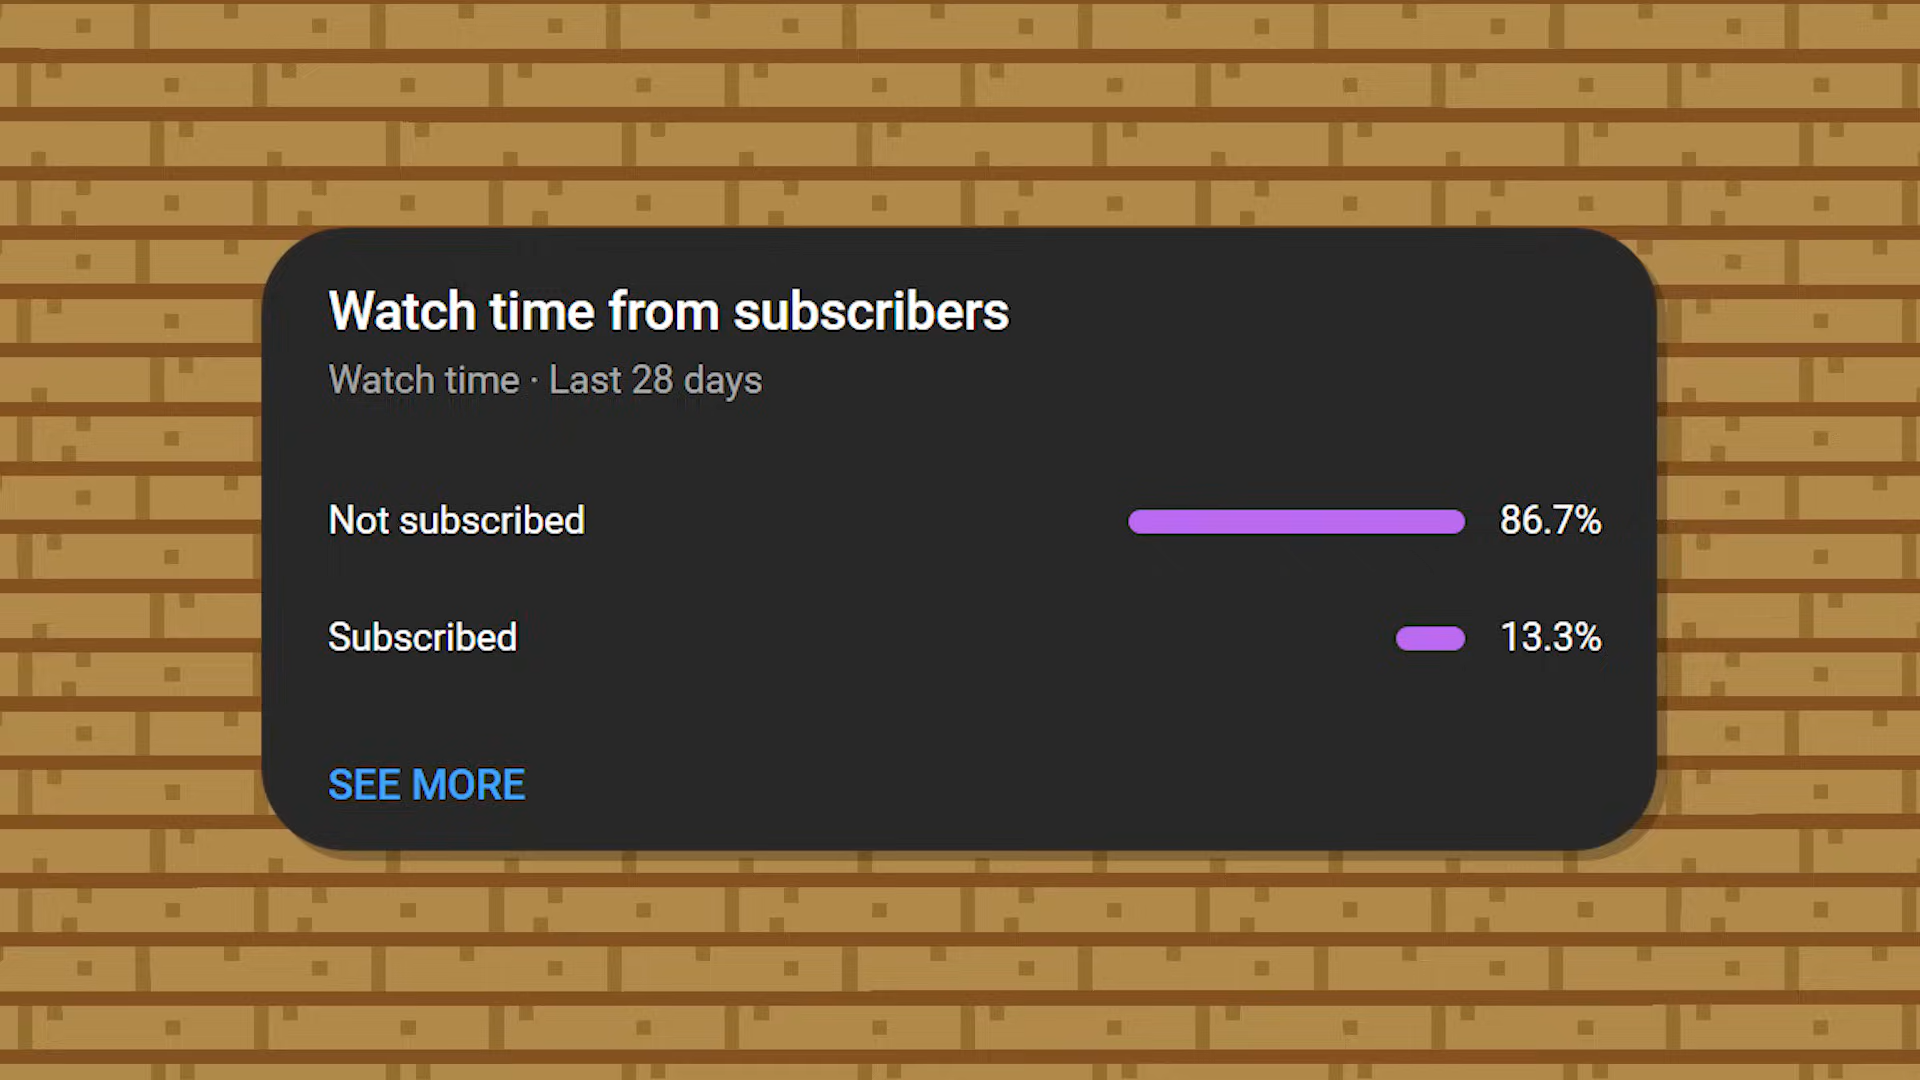 Watch time from subscribers
Watch time · Last 28 days
Not subscribed 86.7%
Subscribed 13.3%
SEE MORE